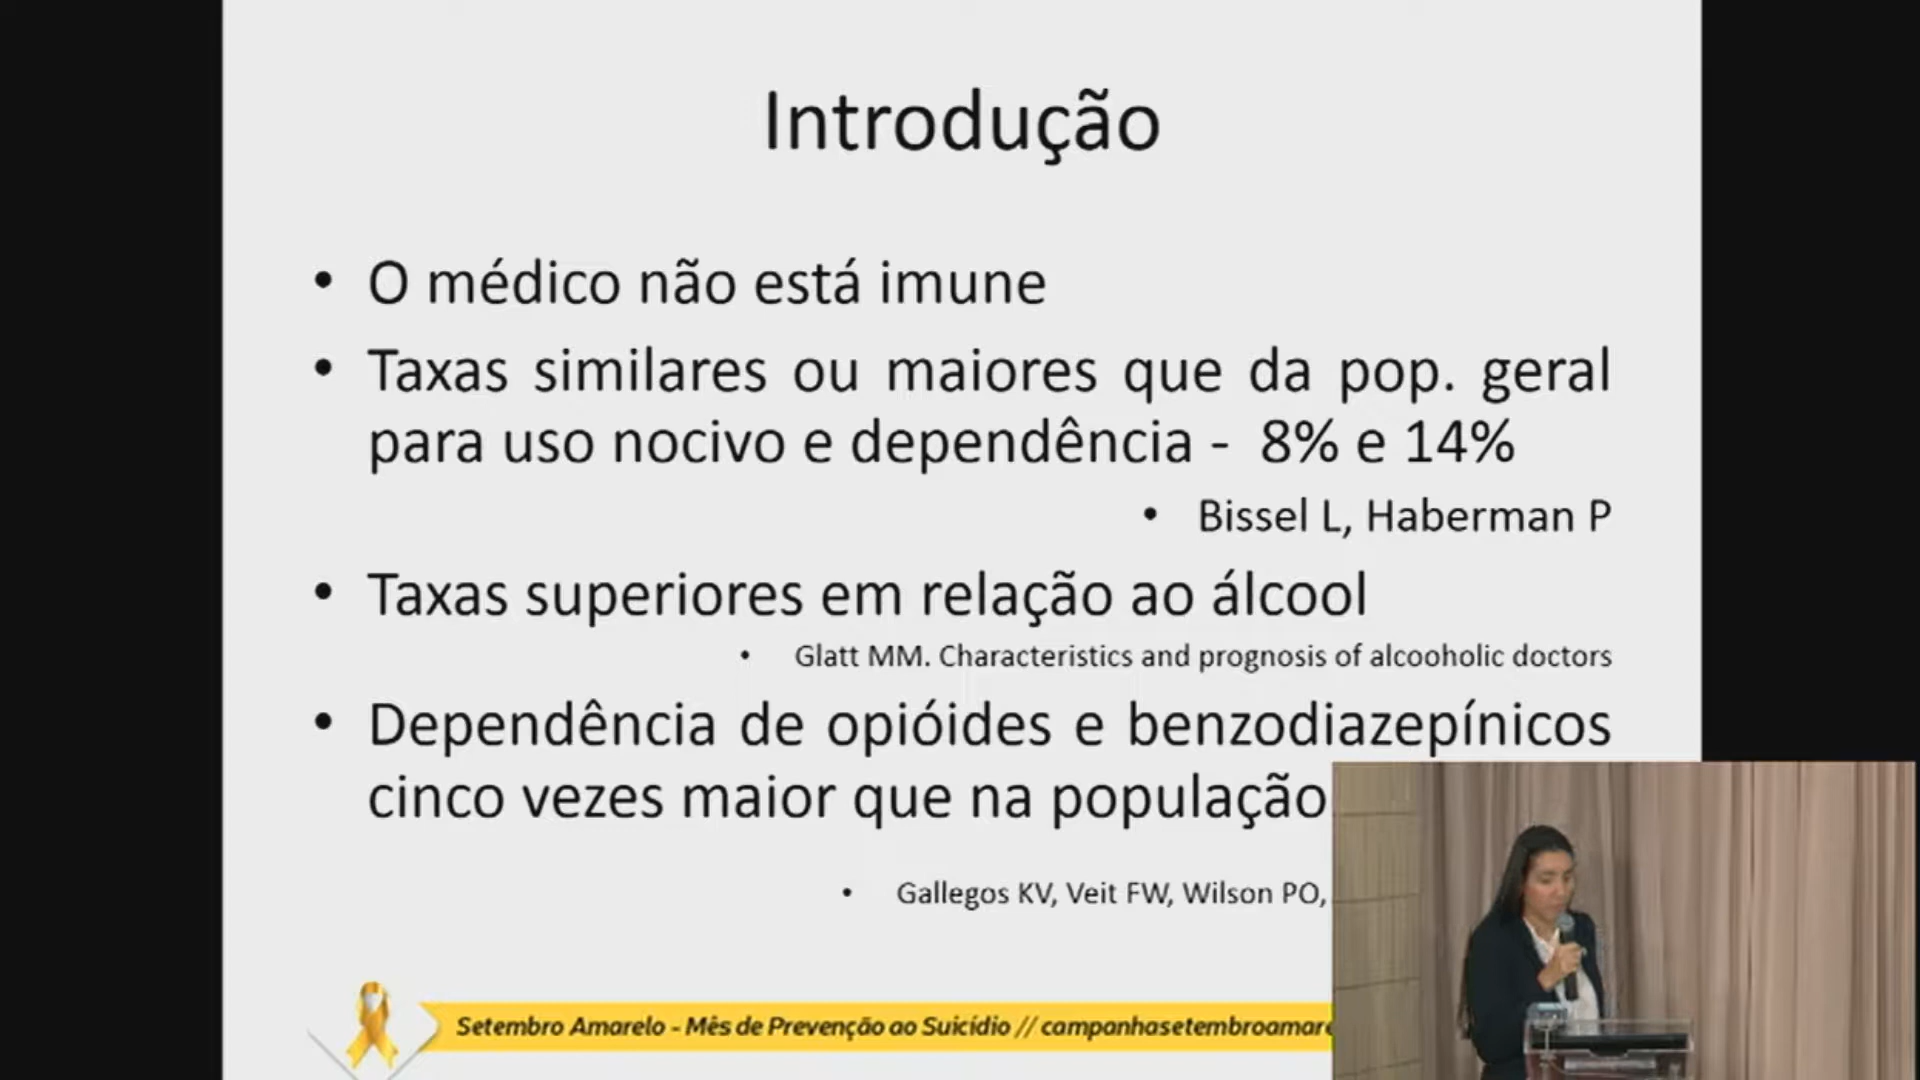 Introdução
• O médico não está imune
• Taxas similares ou maiores que da pop. geral
para uso nocivo e dependência - 8% e 14%
• Bissel L, Haberman P
• Taxas superiores em relação ao álcool
• Glatt MM. Characteristics and prognosis of alcooholic doctors
• Dependência de opióides e benzodiazepínicos
cinco vezes maior que na população
• Gallegos KV, Veit FW, Wilson PO,
Setembro Amarelo - Mês de Prevenção ao Suicídio // campanhasetembroamare